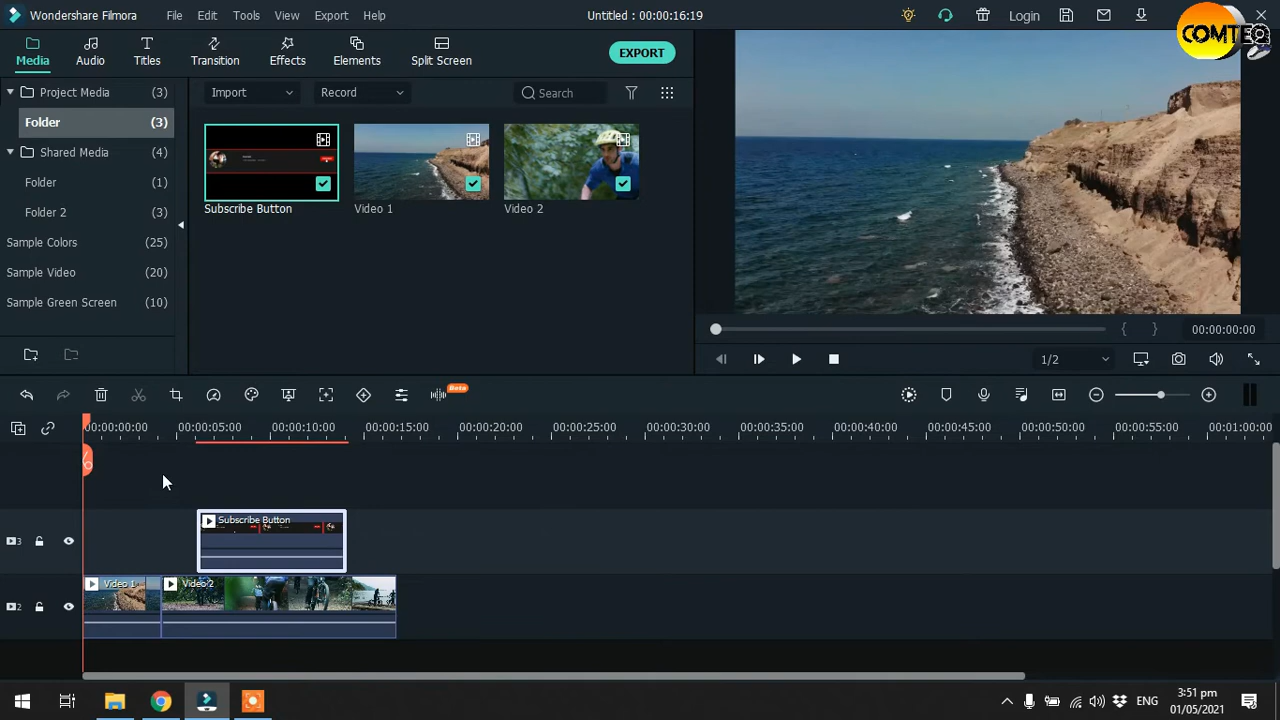 Wondershare Filmora
File
Edit
Tools
View
Export
Help
Untitled : 00:00:16:19
Login
COMTEQ
Media
Audio
Titles
Transition
Effects
Elements
Split Screen
EXPORT
Project Media (3)
Folder (3)
Shared Media (4)
Folder (1)
Folder 2 (3)
Sample Colors (25)
Sample Video (20)
Sample Green Screen (10)
Import
Record
Search
Subscribe Button
Video 1
Video 2
00:00:00:00
1/2
Beta
00:00:00:00
00:00:05:00
00:00:10:00
00:00:15:00
00:00:20:00
00:00:25:00
00:00:30:00
00:00:35:00
00:00:40:00
00:00:45:00
00:00:50:00
00:00:55:00
00:01:00:00
Subscribe Button
3
Video 1
Video 2
2
ENG
3:51 pm
01/05/2021